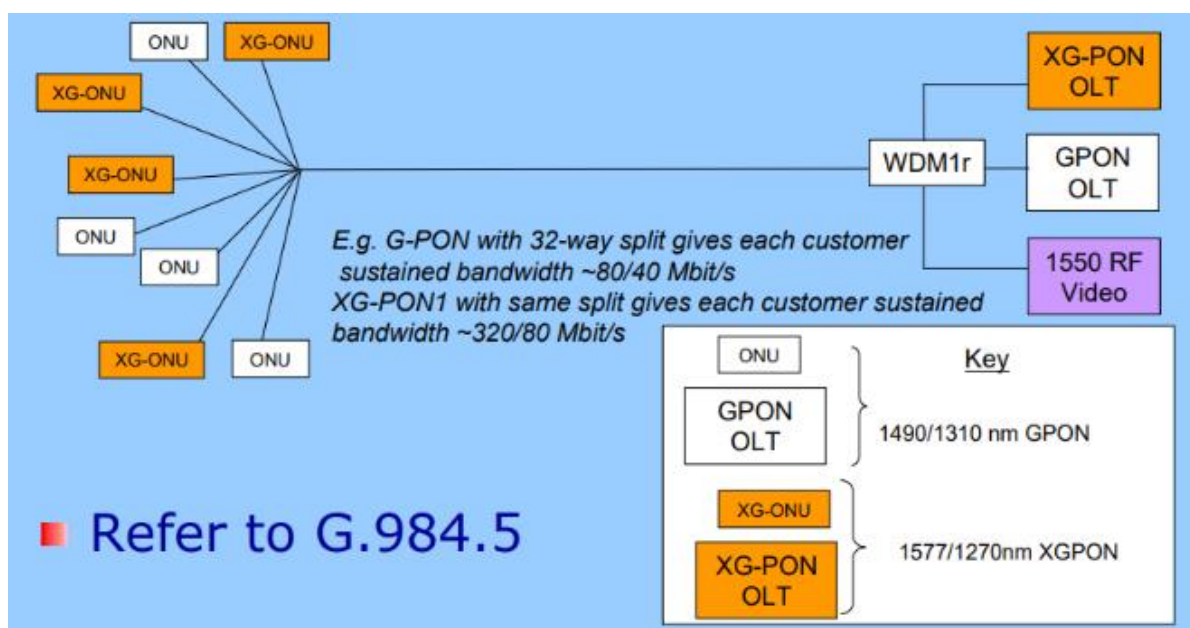 ONU
XG-ONU
XG-ONU
XG-ONU
ONU
ONU
XG-ONU
ONU
XG-PON
OLT
WDM1r
GPON
OLT
1550 RF
Video
E.g. G-PON with 32-way split gives each customer
sustained bandwidth ~80/40 Mbit/s
XG-PON1 with same split gives each customer sustained
bandwidth ~320/80 Mbit/s
Key
ONU
GPON
OLT
1490/1310 nm GPON
XG-ONU
XG-PON
OLT
1577/1270nm XGPON
Refer to G.984.5